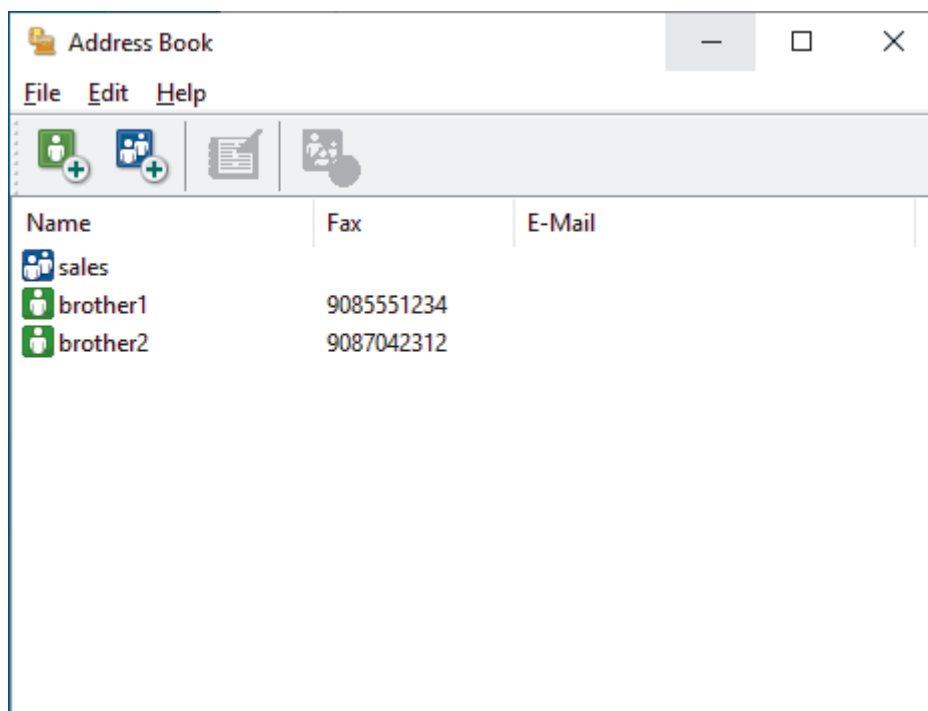 Address Book
File Edit Help
Name Fax E-Mail
sales
brother1 9085551234
brother2 9087042312